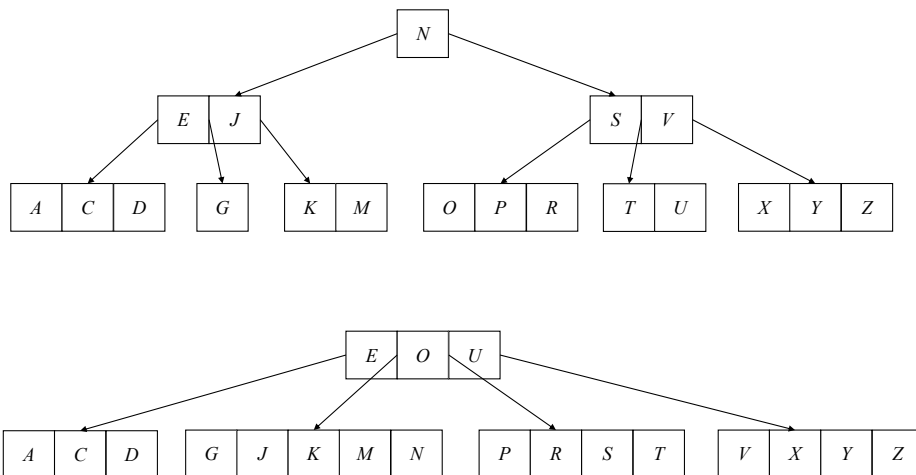 N
E J S V
A C D G K M O P R T U X Y Z
E O U
A C D G J K M N P R S T V X Y Z